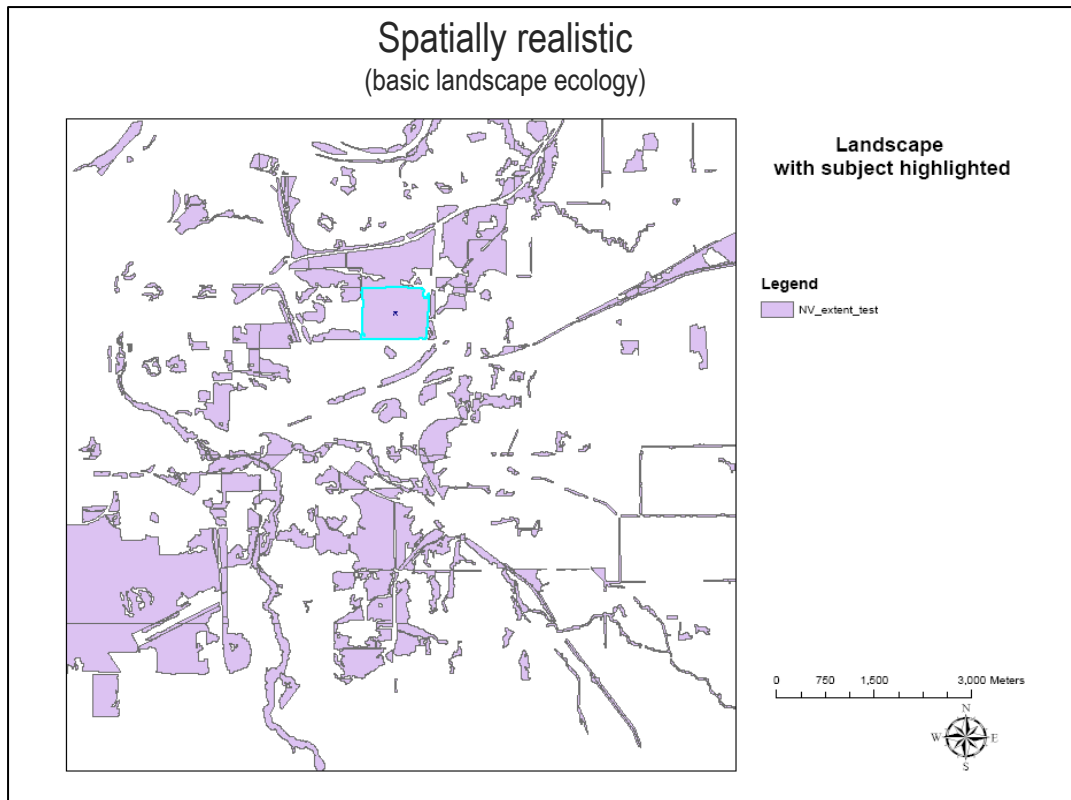 Spatially realistic
(basic landscape ecology)
Landscape
with subject highlighted
Legend
NV_extent_test
0 750 1,500 3,000 Meters
N
W E
S